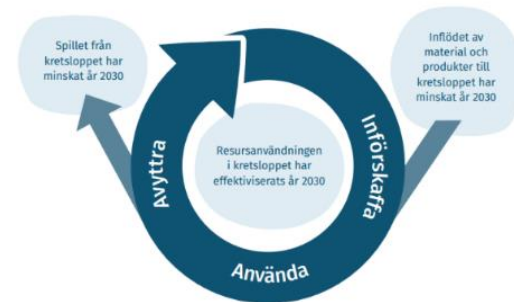 Spillet från
kretsloppet har
minskat år 2030
Inflödet av
material och
produkter till
kretsloppet har
minskat år 2030
Resursanvändningen
i kretsloppet har
effektiviserats år 2030
Avyttra
Införskaffa
Använda